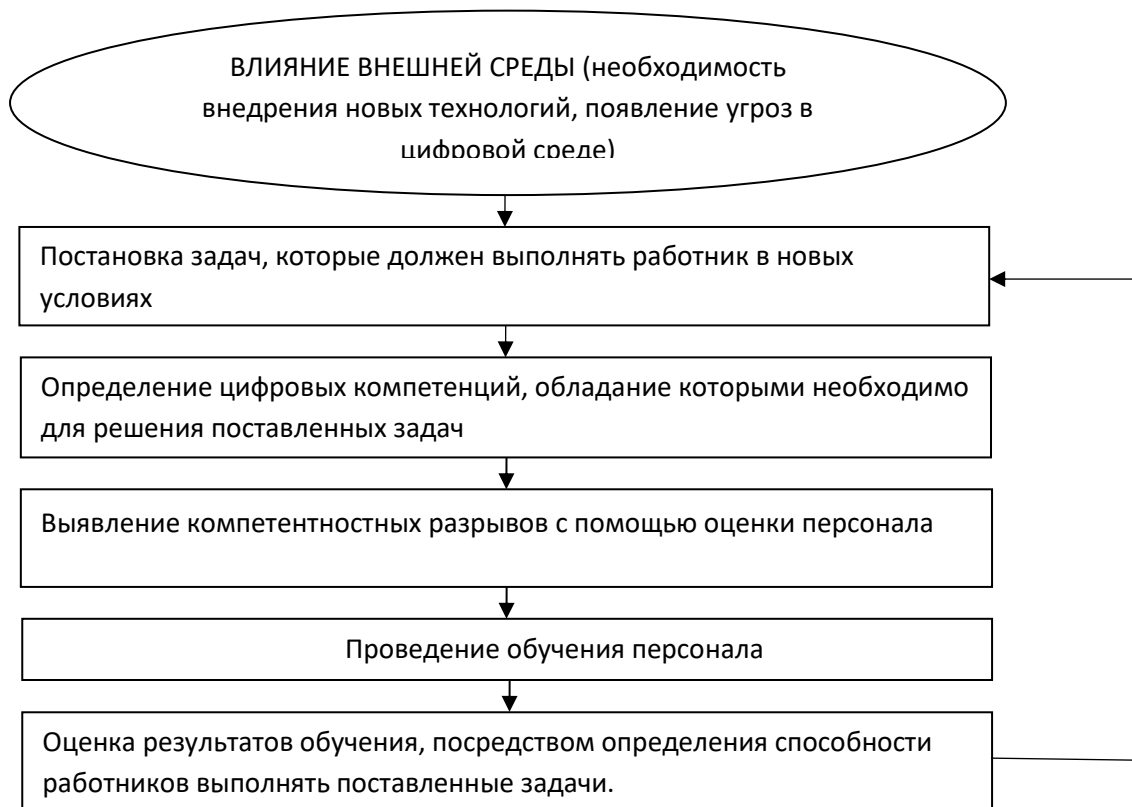 ВЛИЯНИЕ ВНЕШНЕЙ СРЕДЫ (необходимость
внедрения новых технологий, появление угроз в
цифровой среде)
Постановка задач, которые должен выполнять работник в новых
условиях
Определение цифровых компетенций, обладание которыми необходимо
для решения поставленных задач
Выявление компетентностных разрывов с помощью оценки персонала
Проведение обучения персонала
Оценка результатов обучения, посредством определения способности
работников выполнять поставленные задачи.